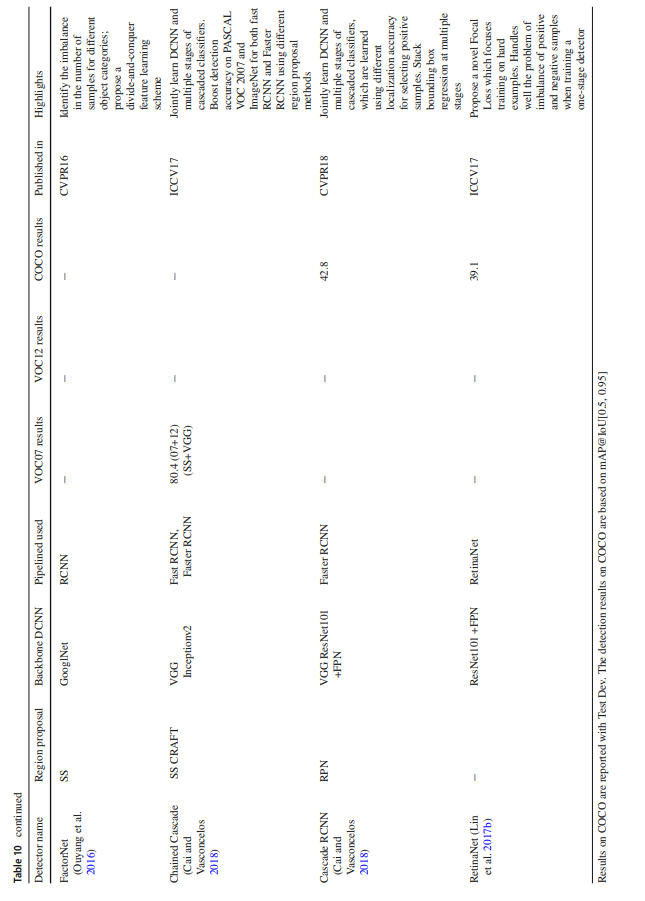 Table 10 continued
Detector name Region proposal Backbone DCNN Pipelined used VOC07 results VOC12 results COCO results Published in Highlights
FactorNet SS GooglNet RCNN – – – CVPR16 Identify the imbalance
(Ouyang et al. in the number of
2016) samples for different
object categories;
propose a
divide-and-conquer
feature learning
scheme
Chained Cascade SS CRAFT VGG Fast RCNN, 80.4 (07+12) – – ICCV17 Jointly learn DCNN and
(Cai and Inceptionv2 Faster RCNN (SS+VGG) multiple stages of
Vasconcelos cascaded classifiers.
2018) Boost detection
accuracy on PASCAL
VOC 2007 and
ImageNet for both fast
RCNN and Faster
RCNN using different
region proposal
methods
Cascade RCNN RPN VGG ResNet101 Faster RCNN – – 42.8 CVPR18 Jointly learn DCNN and
(Cai and +FPN multiple stages of
Vasconcelos cascaded classifiers,
2018) which are learned
using different
localization accuracy
for selecting positive
samples. Stack
bounding box
regression at multiple
stages
RetinaNet (Lin – ResNet101 +FPN RetinaNet – – 39.1 ICCV17 Propose a novel Focal
et al. 2017b) Loss which focuses
training on hard
examples. Handles
well the problem of
imbalance of positive
and negative samples
when training a
one-stage detector
Results on COCO are reported with Test Dev. The detection results on COCO are based on mAP@IoU[0.5, 0.95]